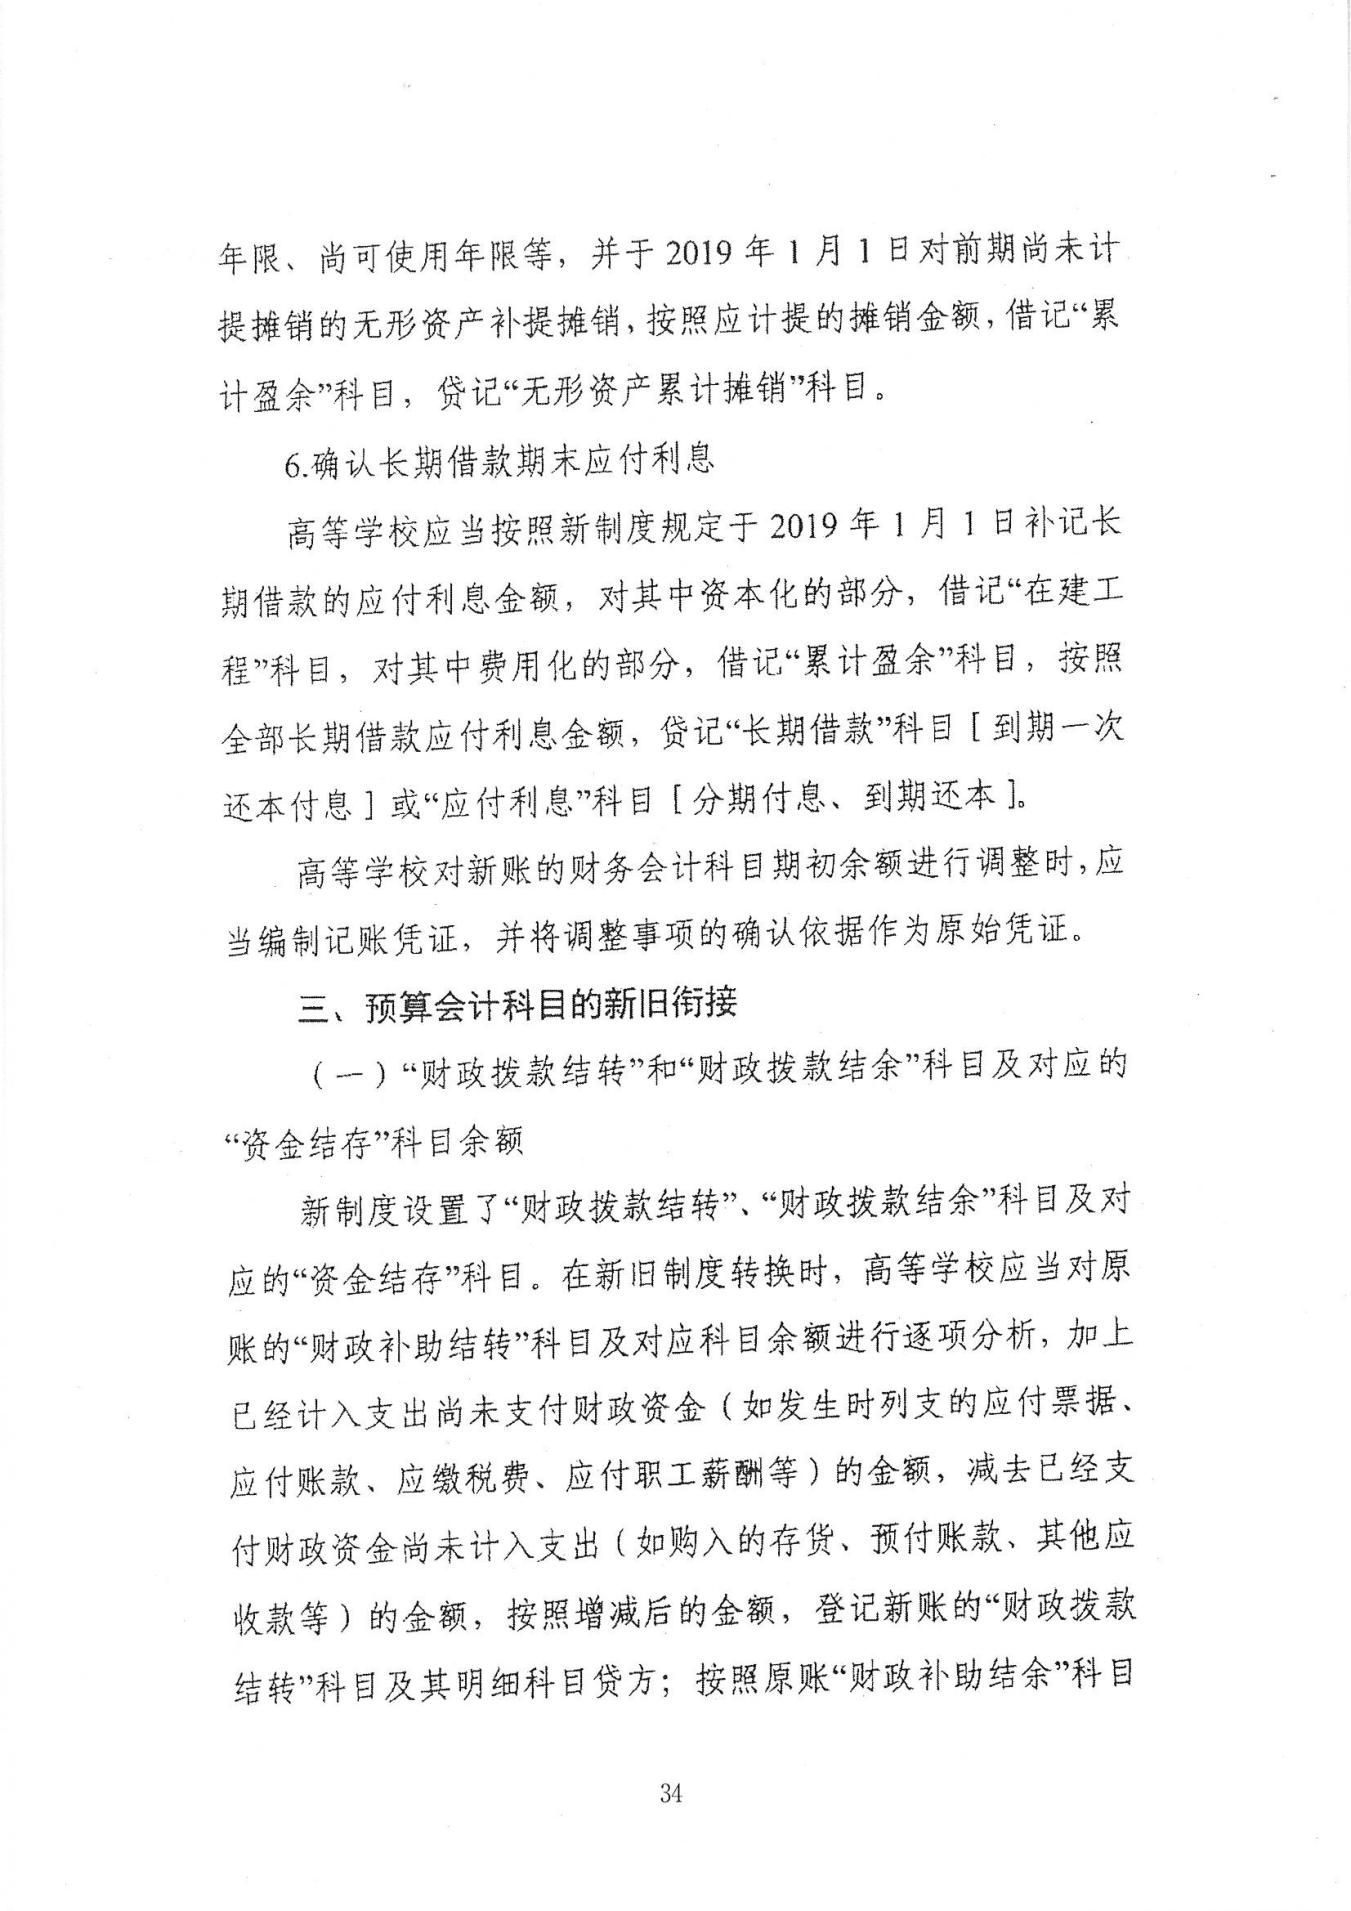 年限、尚可使用年限等，并于 2019 年 1 月 1 日对前期尚未计
提摊销的无形资产补提摊销，按照应计提的摊销金额，借记“累
计盈余”科目，贷记“无形资产累计摊销”科目。
6.确认长期借款期末应付利息
高等学校应当按照新制度规定于 2019 年 1 月 1 日补记长
期借款的应付利息金额，对其中资本化的部分，借记“在建工
程”科目，对其中费用化的部分，借记“累计盈余”科目，按照
全部长期借款应付利息金额，贷记“长期借款”科目［到期一次
还本付息］或“应付利息”科目［分期付息、到期还本］。
高等学校对新账的财务会计科目期初余额进行调整时，应
当编制记账凭证，并将调整事项的确认依据作为原始凭证。
三、预算会计科目的新旧衔接
（一）“财政拨款结转”和“财政拨款结余”科目及对应的
“资金结存”科目余额
新制度设置了“财政拨款结转”、“财政拨款结余”科目及对
应的“资金结存”科目。在新旧制度转换时，高等学校应当对原
账的“财政补助结转”科目及对应科目余额进行逐项分析，加上
已经计入支出尚未支付财政资金（如发生时列支的应付票据、
应付账款、应缴税费、应付职工薪酬等）的金额，减去已经支
付财政资金尚未计入支出（如购入的存货、预付账款、其他应
收款等）的金额，按照增减后的金额，登记新账的“财政拨款
结转”科目及其明细科目贷方；按照原账“财政补助结余”科目
34